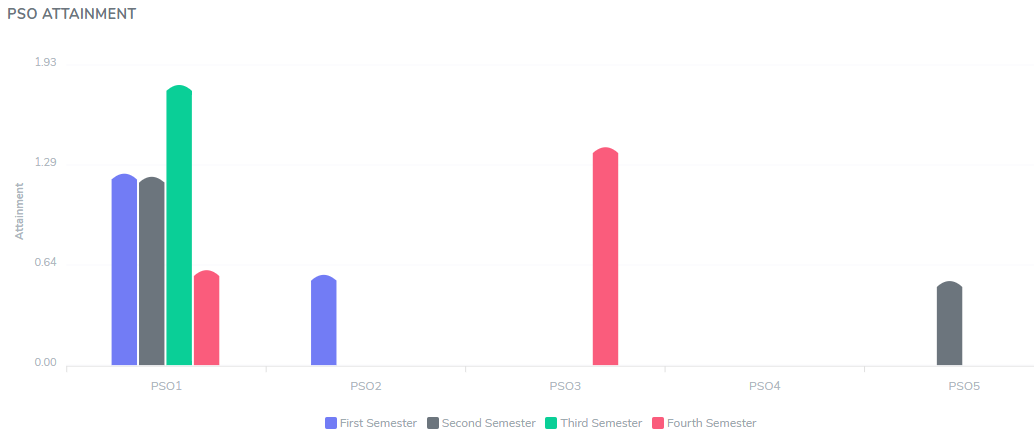 PSO ATTAINMENT
1.93
1.29
0.64
0.00
Attainment
PSO1 PSO2 PSO3 PSO4 PSO5
First Semester Second Semester Third Semester Fourth Semester